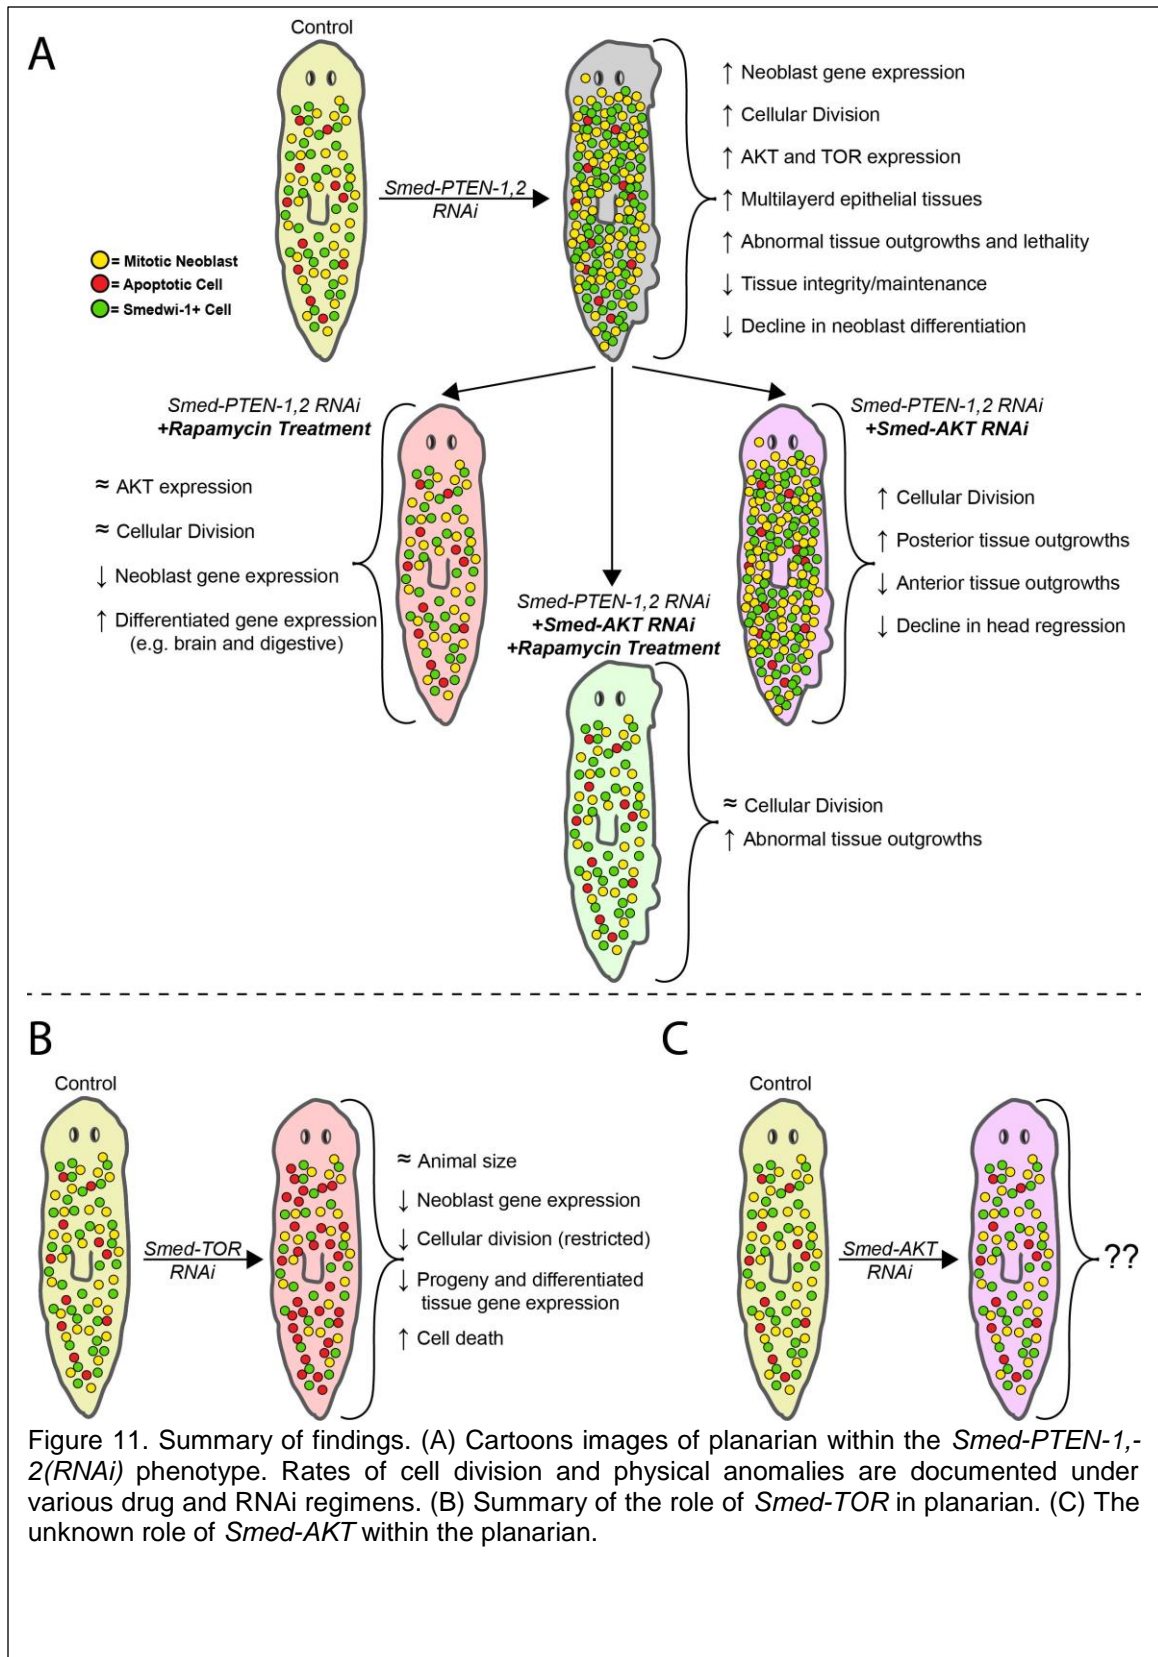 A
Control
Smed-PTEN-1,2
RNAi
= Mitotic Neoblast
= Apoptotic Cell
= Smedwi-1+ Cell
↑ Neoblast gene expression
↑ Cellular Division
↑ AKT and TOR expression
↑ Multilayerd epithelial tissues
↑ Abnormal tissue outgrowths and lethality
↓ Tissue integrity/maintenance
↓ Decline in neoblast differentiation
Smed-PTEN-1,2 RNAi
+Rapamycin Treatment
≈ AKT expression
≈ Cellular Division
↓ Neoblast gene expression
↑ Differentiated gene expression
(e.g. brain and digestive)
Smed-PTEN-1,2 RNAi
+Smed-AKT RNAi
+Rapamycin Treatment
≈ Cellular Division
↑ Abnormal tissue outgrowths
Smed-PTEN-1,2 RNAi
+Smed-AKT RNAi
↑ Cellular Division
↑ Posterior tissue outgrowths
↓ Anterior tissue outgrowths
↓ Decline in head regression
B
Control
Smed-TOR
RNAi
≈ Animal size
↓ Neoblast gene expression
↓ Cellular division (restricted)
↓ Progeny and differentiated
tissue gene expression
↑ Cell death
C
Control
Smed-AKT
RNAi
??
Figure 11. Summary of findings. (A) Cartoons images of planarian within the Smed-PTEN-1,-
2(RNAi) phenotype. Rates of cell division and physical anomalies are documented under
various drug and RNAi regimens. (B) Summary of the role of Smed-TOR in planarian. (C) The
unknown role of Smed-AKT within the planarian.